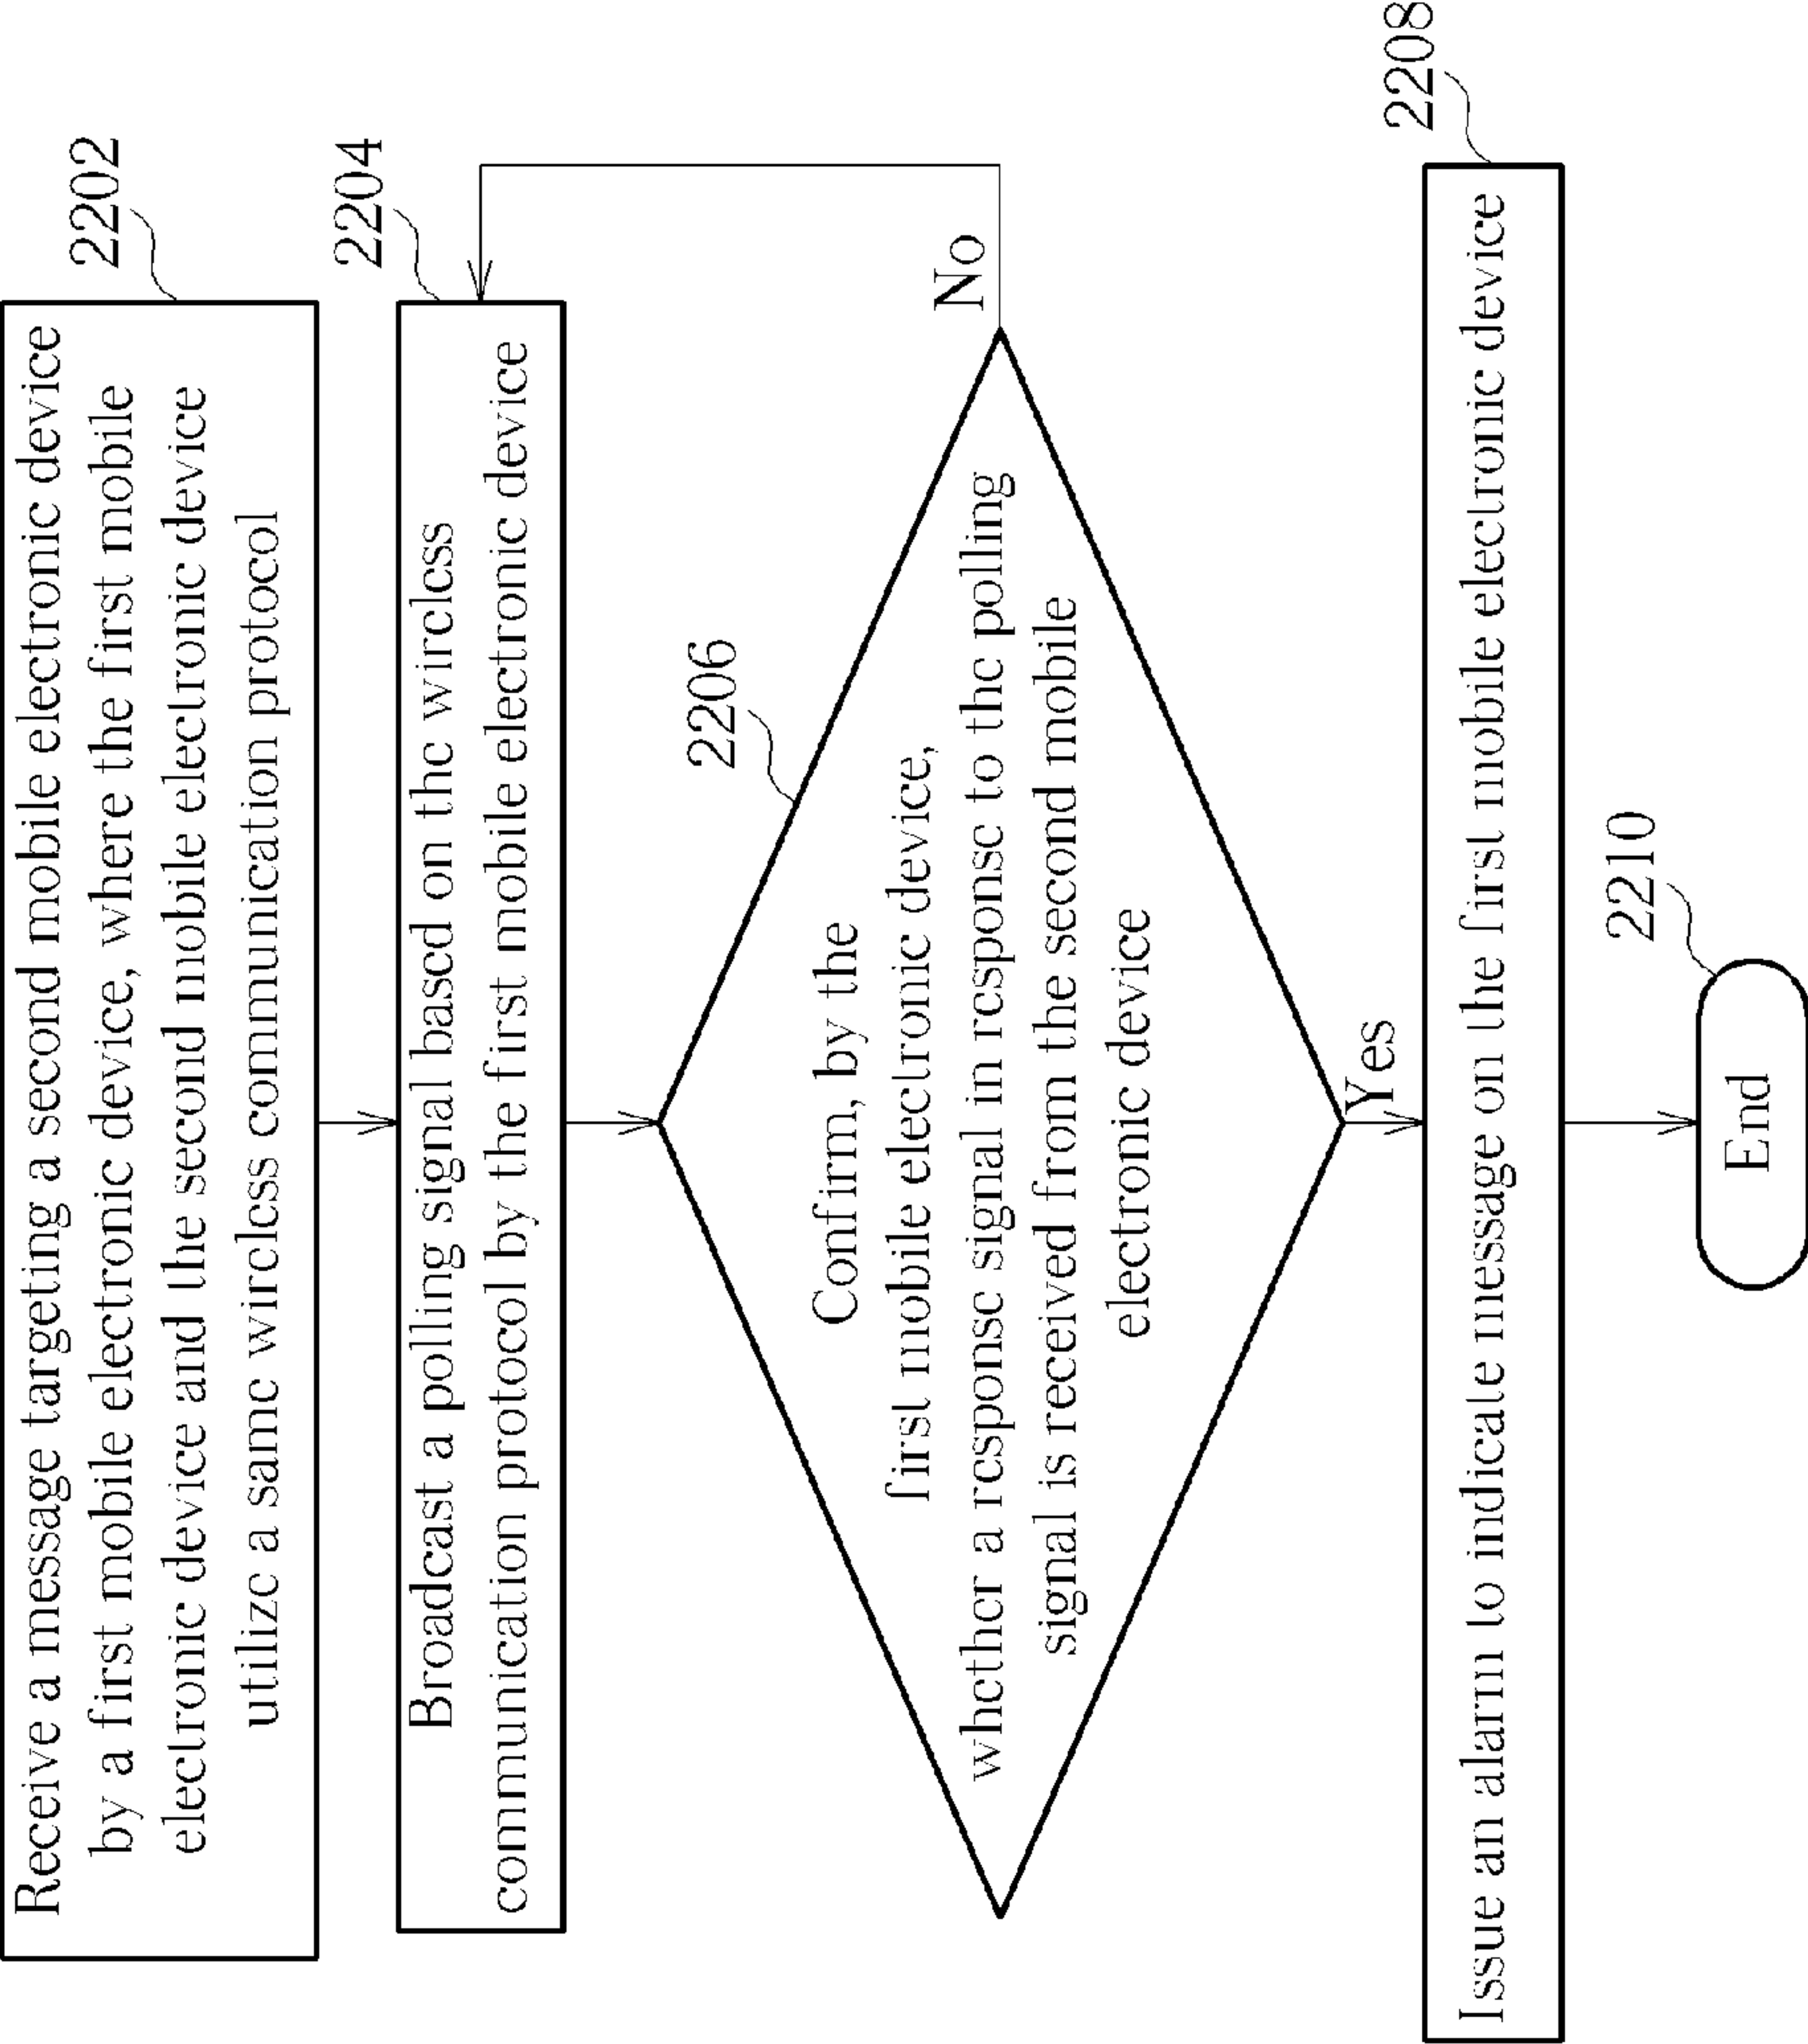 2202
Receive a message targeting a second mobile electronic device
by a first mobile electronic device, where the first mobile
electronic device and the second mobile electronic device
utilize a same wireless communication protocol
2204
Broadcast a polling signal based on the wireless
communication protocol by the first mobile electronic device
2206
Confirm, by the
first mobile electronic device,
whether a response signal in response to the polling
signal is received from the second mobile
electronic device
No
Yes
2208
Issue an alarm to indicate message on the first mobile electronic device
2210
End